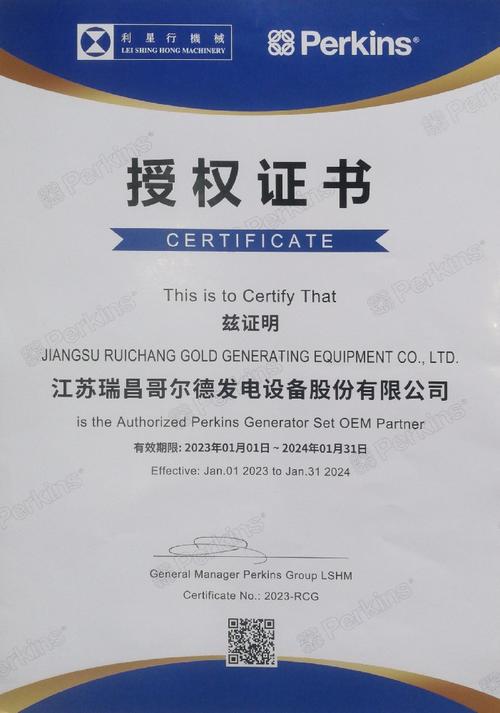 利星行機械
LEI SHING HONG MACHINERY
Perkins®
授权证书
CERTIFICATE
This is to Certify That
兹证明
JIANGSU RUICHANG GOLD GENERATING EQUIPMENT CO., LTD.
江苏瑞昌哥尔德发电设备股份有限公司
is the Authorized Perkins Generator Set OEM Partner
有效期限: 2023年01月01日 ~ 2024年01月31日
Effective: Jan.01 2023 to Jan.31 2024
General Manager Perkins Group LSHM
Certificate No.: 2023-RCG